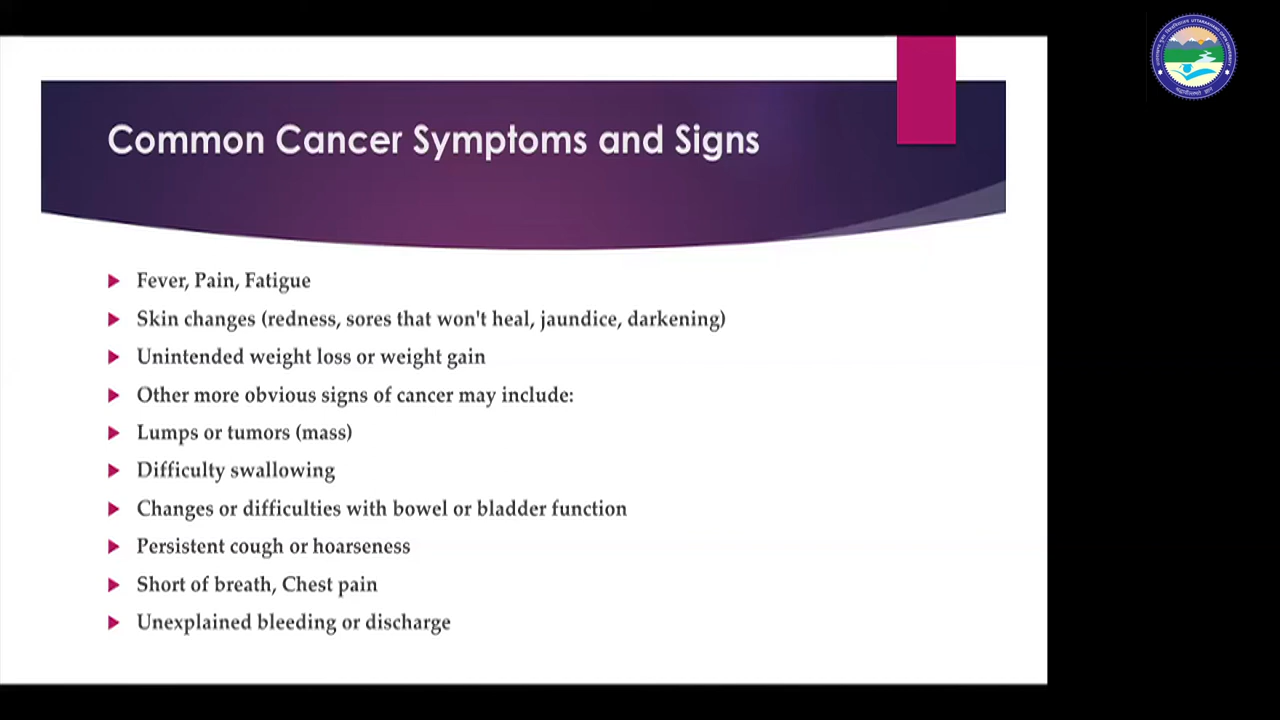 Common Cancer Symptoms and Signs
Fever, Pain, Fatigue
Skin changes (redness, sores that won't heal, jaundice, darkening)
Unintended weight loss or weight gain
Other more obvious signs of cancer may include:
Lumps or tumors (mass)
Difficulty swallowing
Changes or difficulties with bowel or bladder function
Persistent cough or hoarseness
Short of breath, Chest pain
Unexplained bleeding or discharge